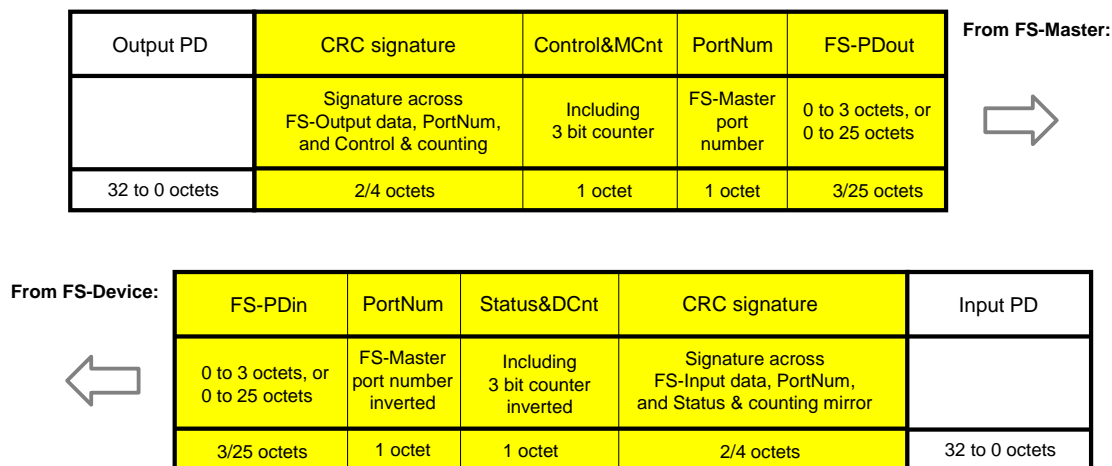 Output PD
CRC signature
Control&MCnt
PortNum
FS-PDout
From FS-Master:
Signature across
FS-Output data, PortNum,
and Control & counting
Including
3 bit counter
FS-Master
port
number
0 to 3 octets, or
0 to 25 octets
32 to 0 octets
2/4 octets
1 octet
1 octet
3/25 octets
From FS-Device:
FS-PDin
PortNum
Status&DCnt
CRC signature
Input PD
0 to 3 octets, or
0 to 25 octets
FS-Master
port number
inverted
Including
3 bit counter
inverted
Signature across
FS-Input data, PortNum,
and Status & counting mirror
3/25 octets
1 octet
1 octet
2/4 octets
32 to 0 octets